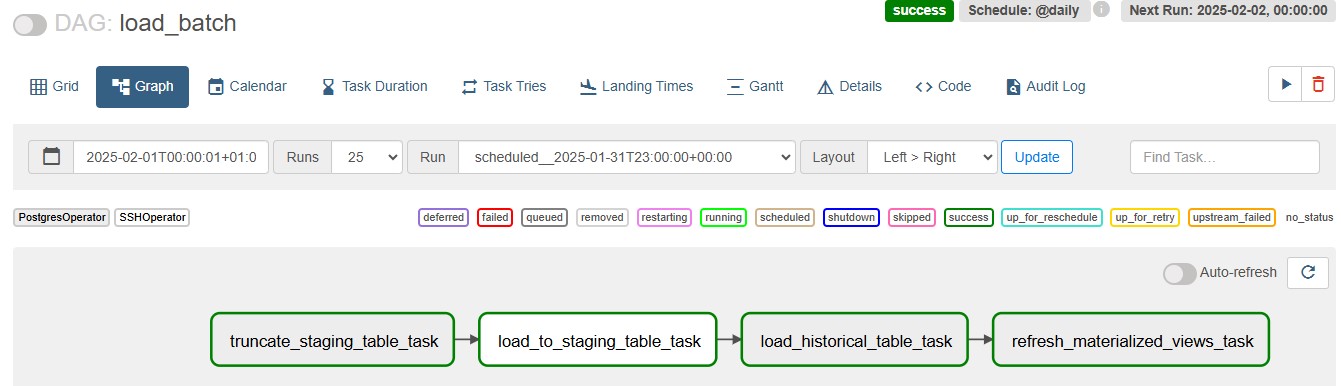 DAG: load_batch
success Schedule: @daily i Next Run: 2025-02-02, 00:00:00
Grid Graph Calendar Task Duration Task Tries Landing Times Gantt Details Code Audit Log
2025-02-01T00:00:01+01:0 Runs 25 Run scheduled__2025-01-31T23:00:00+00:00 Layout Left > Right Update Find Task...
PostgresOperator SSHOperator deferred failed queued removed restarting running scheduled shutdown skipped success up_for_reschedule up_for_retry upstream_failed no_status
Auto-refresh
truncate_staging_table_task load_to_staging_table_task load_historical_table_task refresh_materialized_views_task